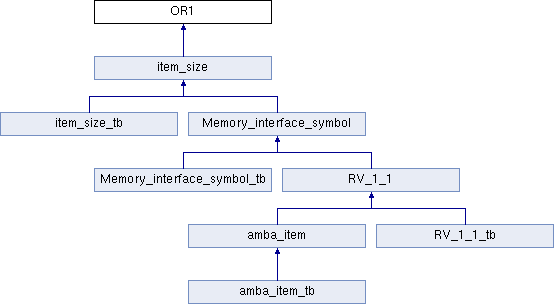 OR1
item_size
item_size_tb
Memory_interface_symbol
Memory_interface_symbol_tb
RV_1_1
amba_item
RV_1_1_tb
amba_item_tb